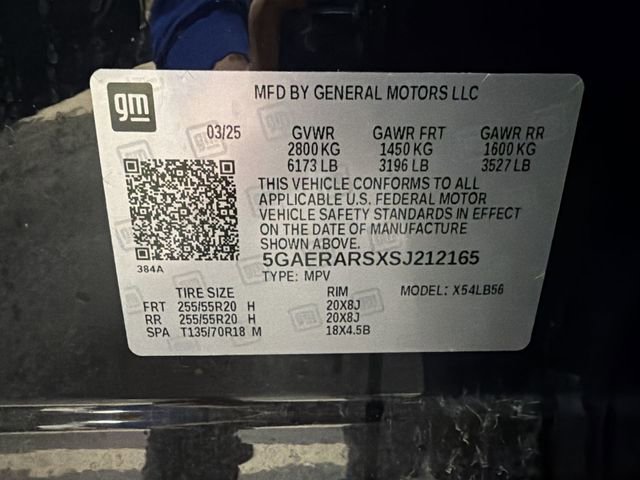 gm
MFD BY GENERAL MOTORS LLC
03/25 GVWR GAWR FRT GAWR RR
2800 KG 1450 KG 1600 KG
6173 LB 3196 LB 3527 LB
THIS VEHICLE CONFORMS TO ALL
APPLICABLE U.S. FEDERAL MOTOR
VEHICLE SAFETY STANDARDS IN EFFECT
ON THE DATE OF MANUFACTURE
SHOWN ABOVE.
384A
5GAERARSXSJ212165
TYPE: MPV MODEL: X54LB56
TIRE SIZE RIM
FRT 255/55R20 H 20X8J
RR 255/55R20 H 20X8J
SPA T135/70R18 M 18X4.5B